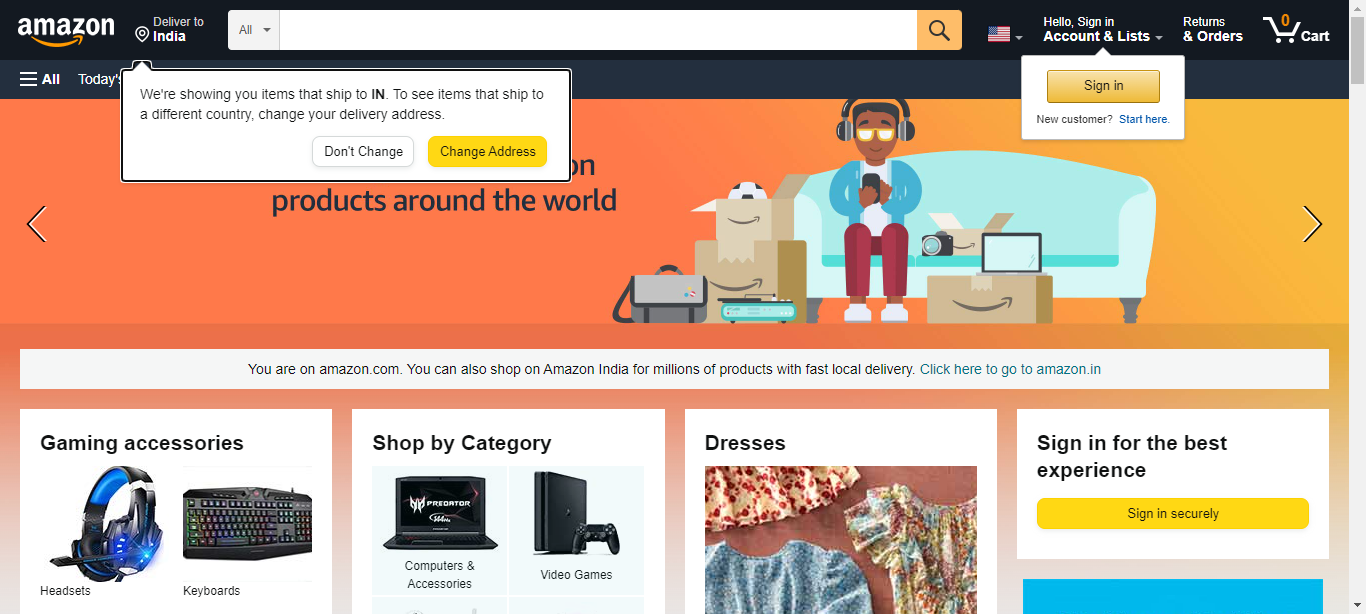 amazon
Deliver to
India
All
Hello, Sign in
Account & Lists
Returns
& Orders
0
Cart
All
Today's
We're showing you items that ship to IN. To see items that ship to
a different country, change your delivery address.
Don't Change
Change Address
Sign in
New customer? Start here.
on
products around the world
You are on amazon.com. You can also shop on Amazon India for millions of products with fast local delivery. Click here to go to amazon.in
Gaming accessories
Headsets
Keyboards
Shop by Category
PREDATOR
Computers &
Accessories
Video Games
Dresses
Sign in for the best
experience
Sign in securely